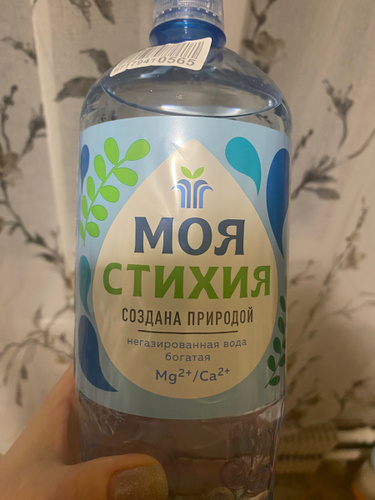 МОЯ
СТИХИЯ
СОЗДАНА ПРИРОДОЙ
негазированная вода
богатая
Mg²⁺/Ca²⁺